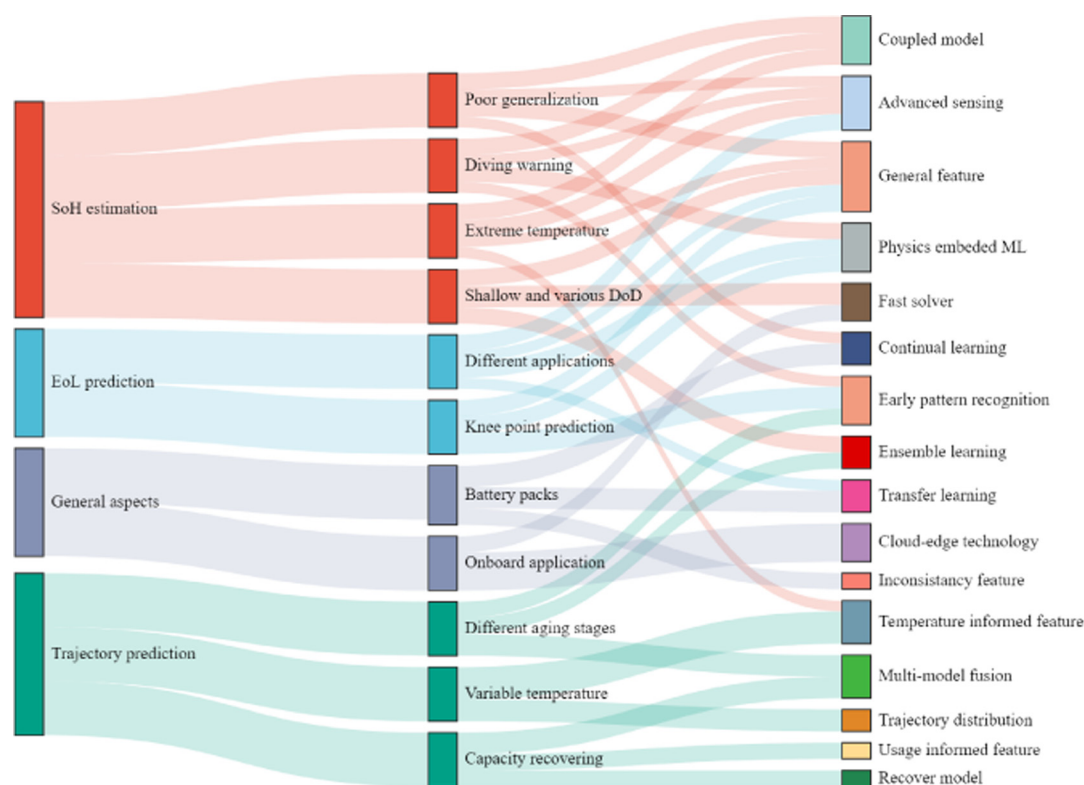 SoH estimation
EoL prediction
General aspects
Trajectory prediction
Poor generalization
Diving warning
Extreme temperature
Shallow and various DoD
Different applications
Knee point prediction
Battery packs
Onboard application
Different aging stages
Variable temperature
Capacity recovering
Coupled model
Advanced sensing
General feature
Physics embeded ML
Fast solver
Continual learning
Early pattern recognition
Ensemble learning
Transfer learning
Cloud-edge technology
Inconsistancy feature
Temperature informed feature
Multi-model fusion
Trajectory distribution
Usage informed feature
Recover model